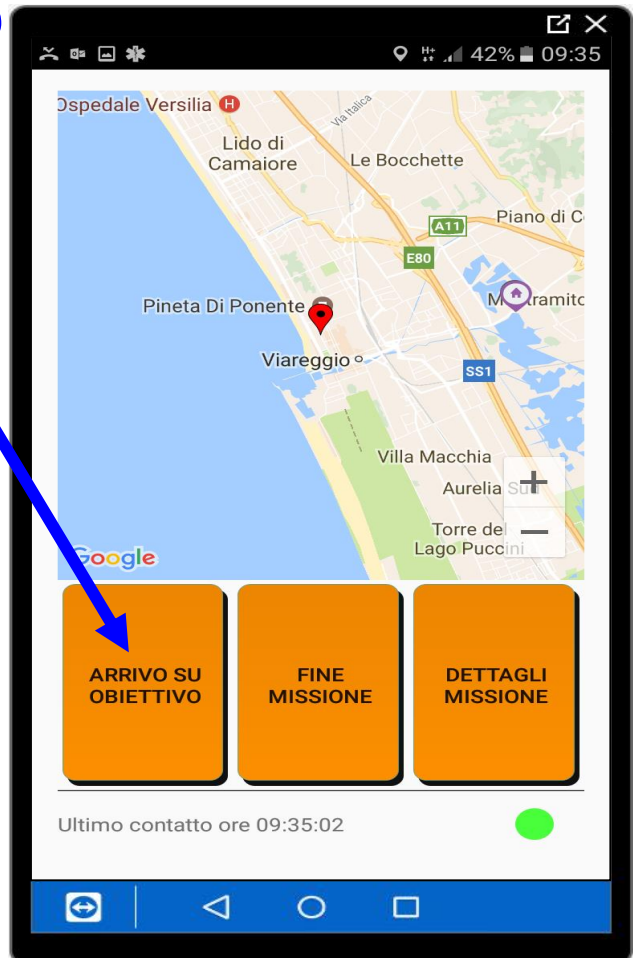 H+ 42% 09:35
Ospedale Versilia H
Via Italica
Lido di
Camaiore
Le Bocchette
A11
Piano di C
E80
Pineta Di Ponente
Viareggio
SS1
Villa Macchia
Aurelia
Torre del
Lago Puccini
+
−
Google
ARRIVO SU
OBIETTIVO
FINE
MISSIONE
DETTAGLI
MISSIONE
Ultimo contatto ore 09:35:02